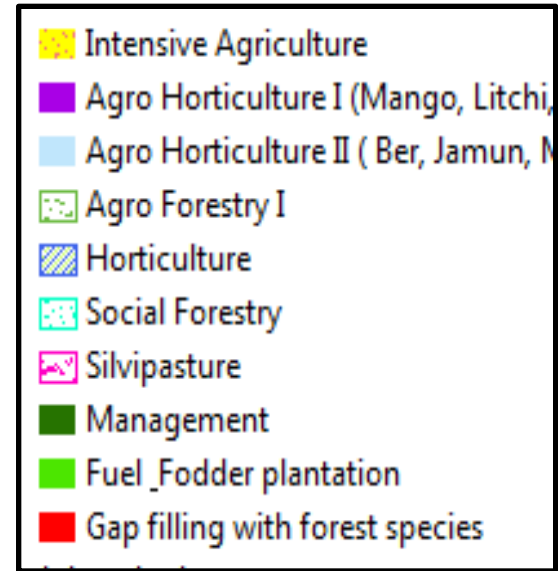 Intensive Agriculture
Agro Horticulture I (Mango, Litchi,
Agro Horticulture II ( Ber, Jamun,
Agro Forestry I
Horticulture
Social Forestry
Silvipasture
Management
Fuel _Fodder plantation
Gap filling with forest species